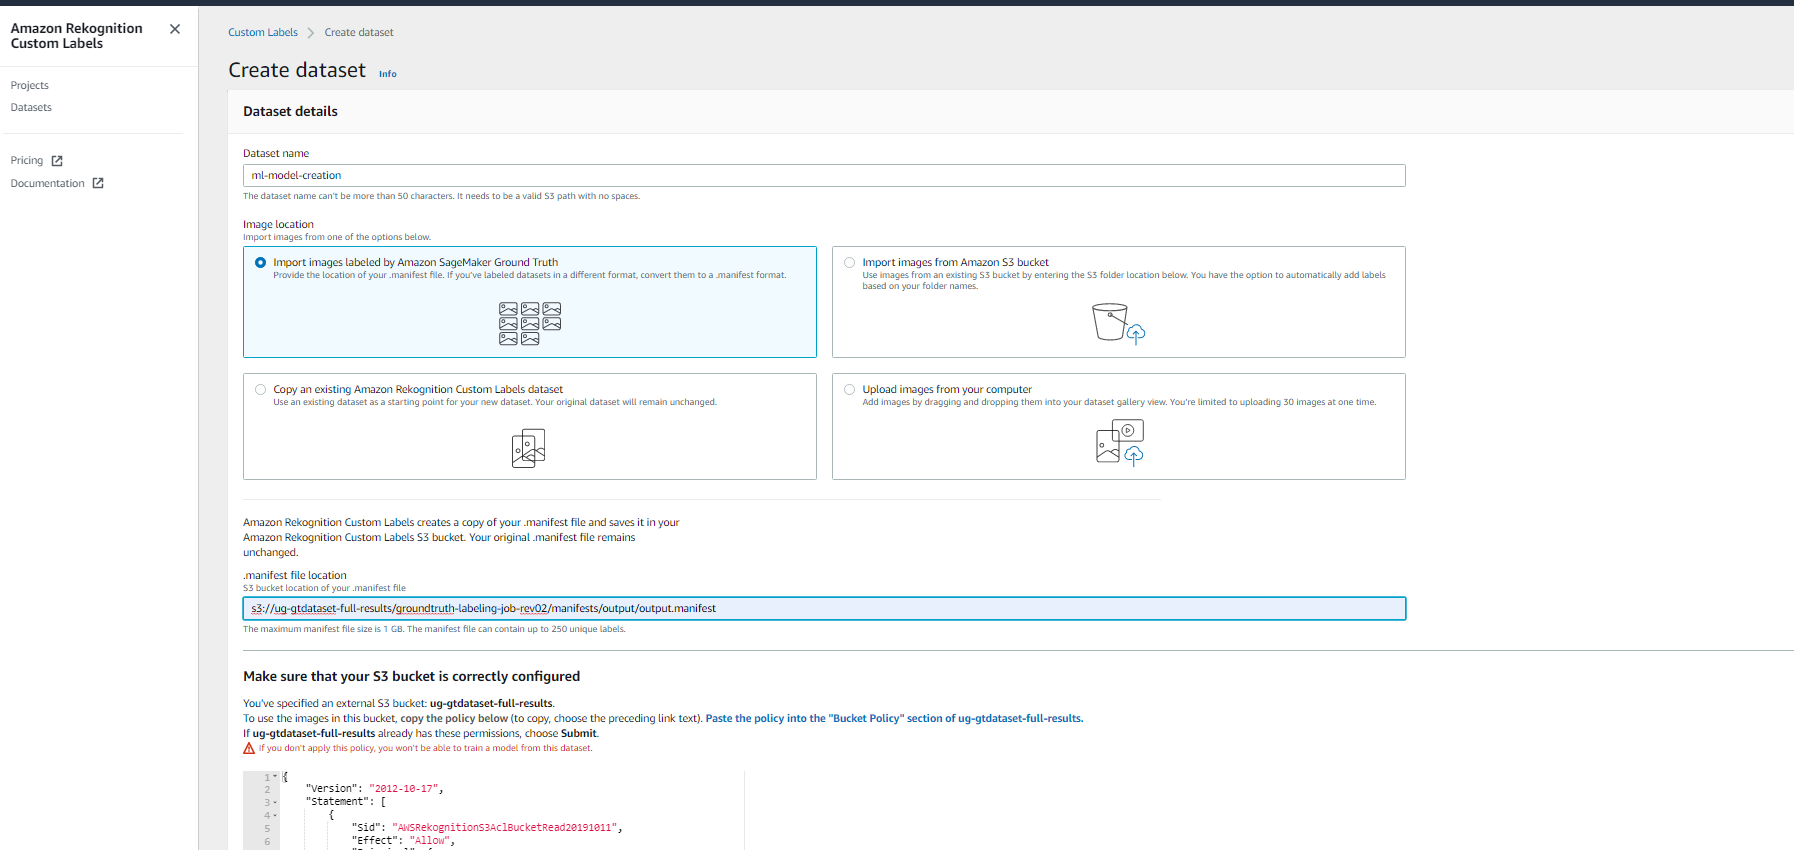 Amazon Rekognition
Custom Labels
Projects
Datasets
Pricing
Documentation
Custom Labels
Create dataset
Create dataset
Info
Dataset details
Dataset name
ml-model-creation
The dataset name can't be more than 50 characters. It needs to be a valid S3 path with no spaces.
Image location
Import images from one of the options below.
Import images labeled by Amazon SageMaker Ground Truth
Provide the location of your .manifest file. If you've labeled datasets in a different format, convert them to a .manifest format.
Import images from Amazon S3 bucket
Use images from an existing S3 bucket by entering the S3 folder location below. You have the option to automatically add labels
based on your folder names.
Copy an existing Amazon Rekognition Custom Labels dataset
Use an existing dataset as a starting point for your new dataset. Your original dataset will remain unchanged.
Upload images from your computer
Add images by dragging and dropping them into your dataset gallery view. You're limited to uploading 30 images at one time.
Amazon Rekognition Custom Labels creates a copy of your .manifest file and saves it in your
Amazon Rekognition Custom Labels S3 bucket. Your original .manifest file remains
unchanged.
.manifest file location
S3 bucket location of your .manifest file
s3://ug-gtdataset-full-results/groundtruth-labeling-job-rev02/manifests/output/output.manifest
The maximum manifest file size is 1 GB. The manifest file can contain up to 250 unique labels.
Make sure that your S3 bucket is correctly configured
You've specified an external S3 bucket: ug-gtdataset-full-results.
To use the images in this bucket, copy the policy below (to copy, choose the preceding link text). Paste the policy into the "Bucket Policy" section of ug-gtdataset-full-results.
If ug-gtdataset-full-results already has these permissions, choose Submit.
If you don't apply this policy, you won't be able to train a model from this dataset.
1 {
2 "Version": "2012-10-17",
3 "Statement": [
4 {
5 "Sid": "AWSRekognitionS3AclBucketRead20191011",
6 "Effect": "Allow",